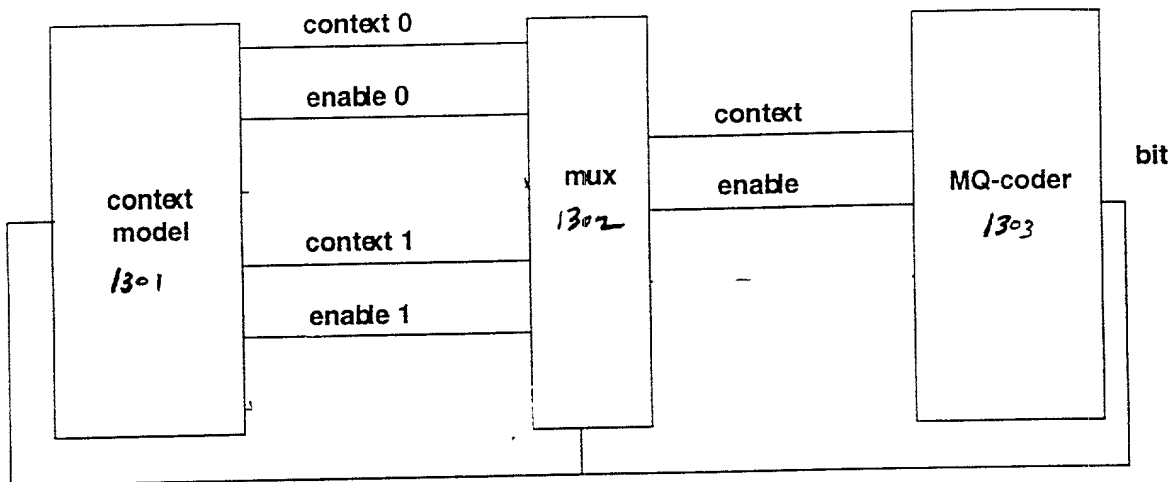 context 0
enable 0
context model
1301
context 1
enable 1
mux
1302
context
enable
MQ-coder
1303
bit